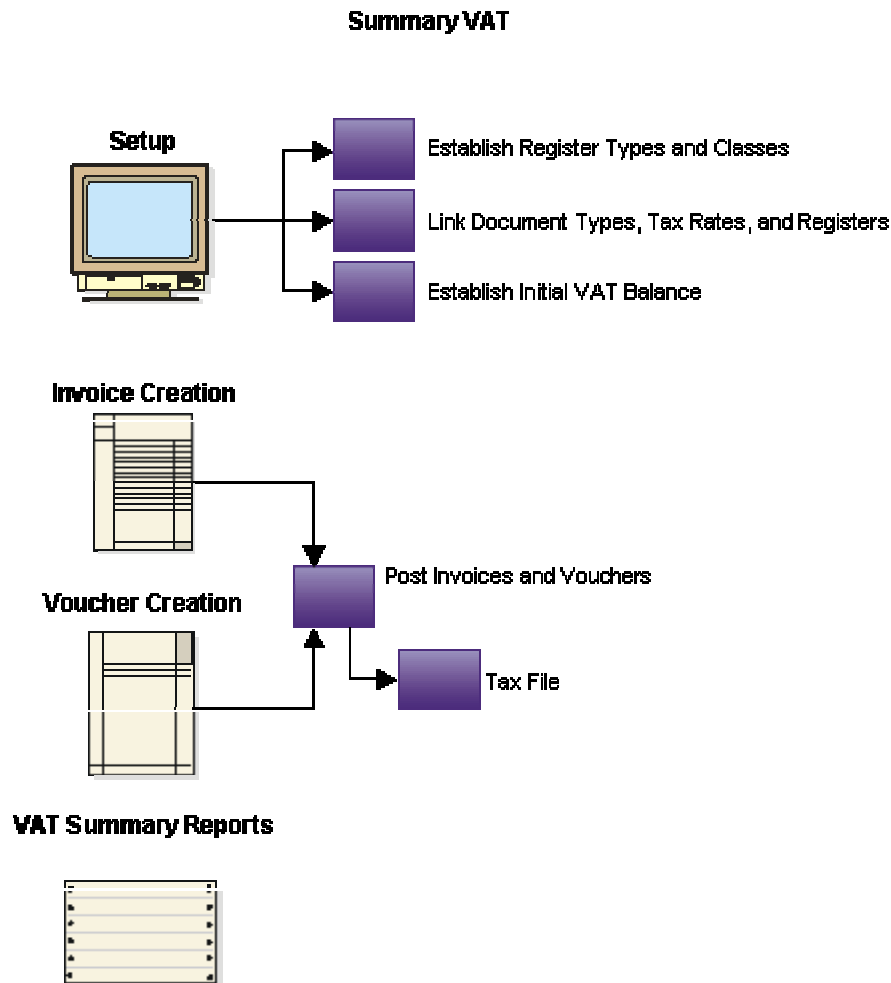 Summary VAT
Setup
Establish Register Types and Classes
Link Document Types, Tax Rates, and Registers
Establish Initial VAT Balance
Invoice Creation
Post Invoices and Vouchers
Voucher Creation
Tax File
VAT Summary Reports